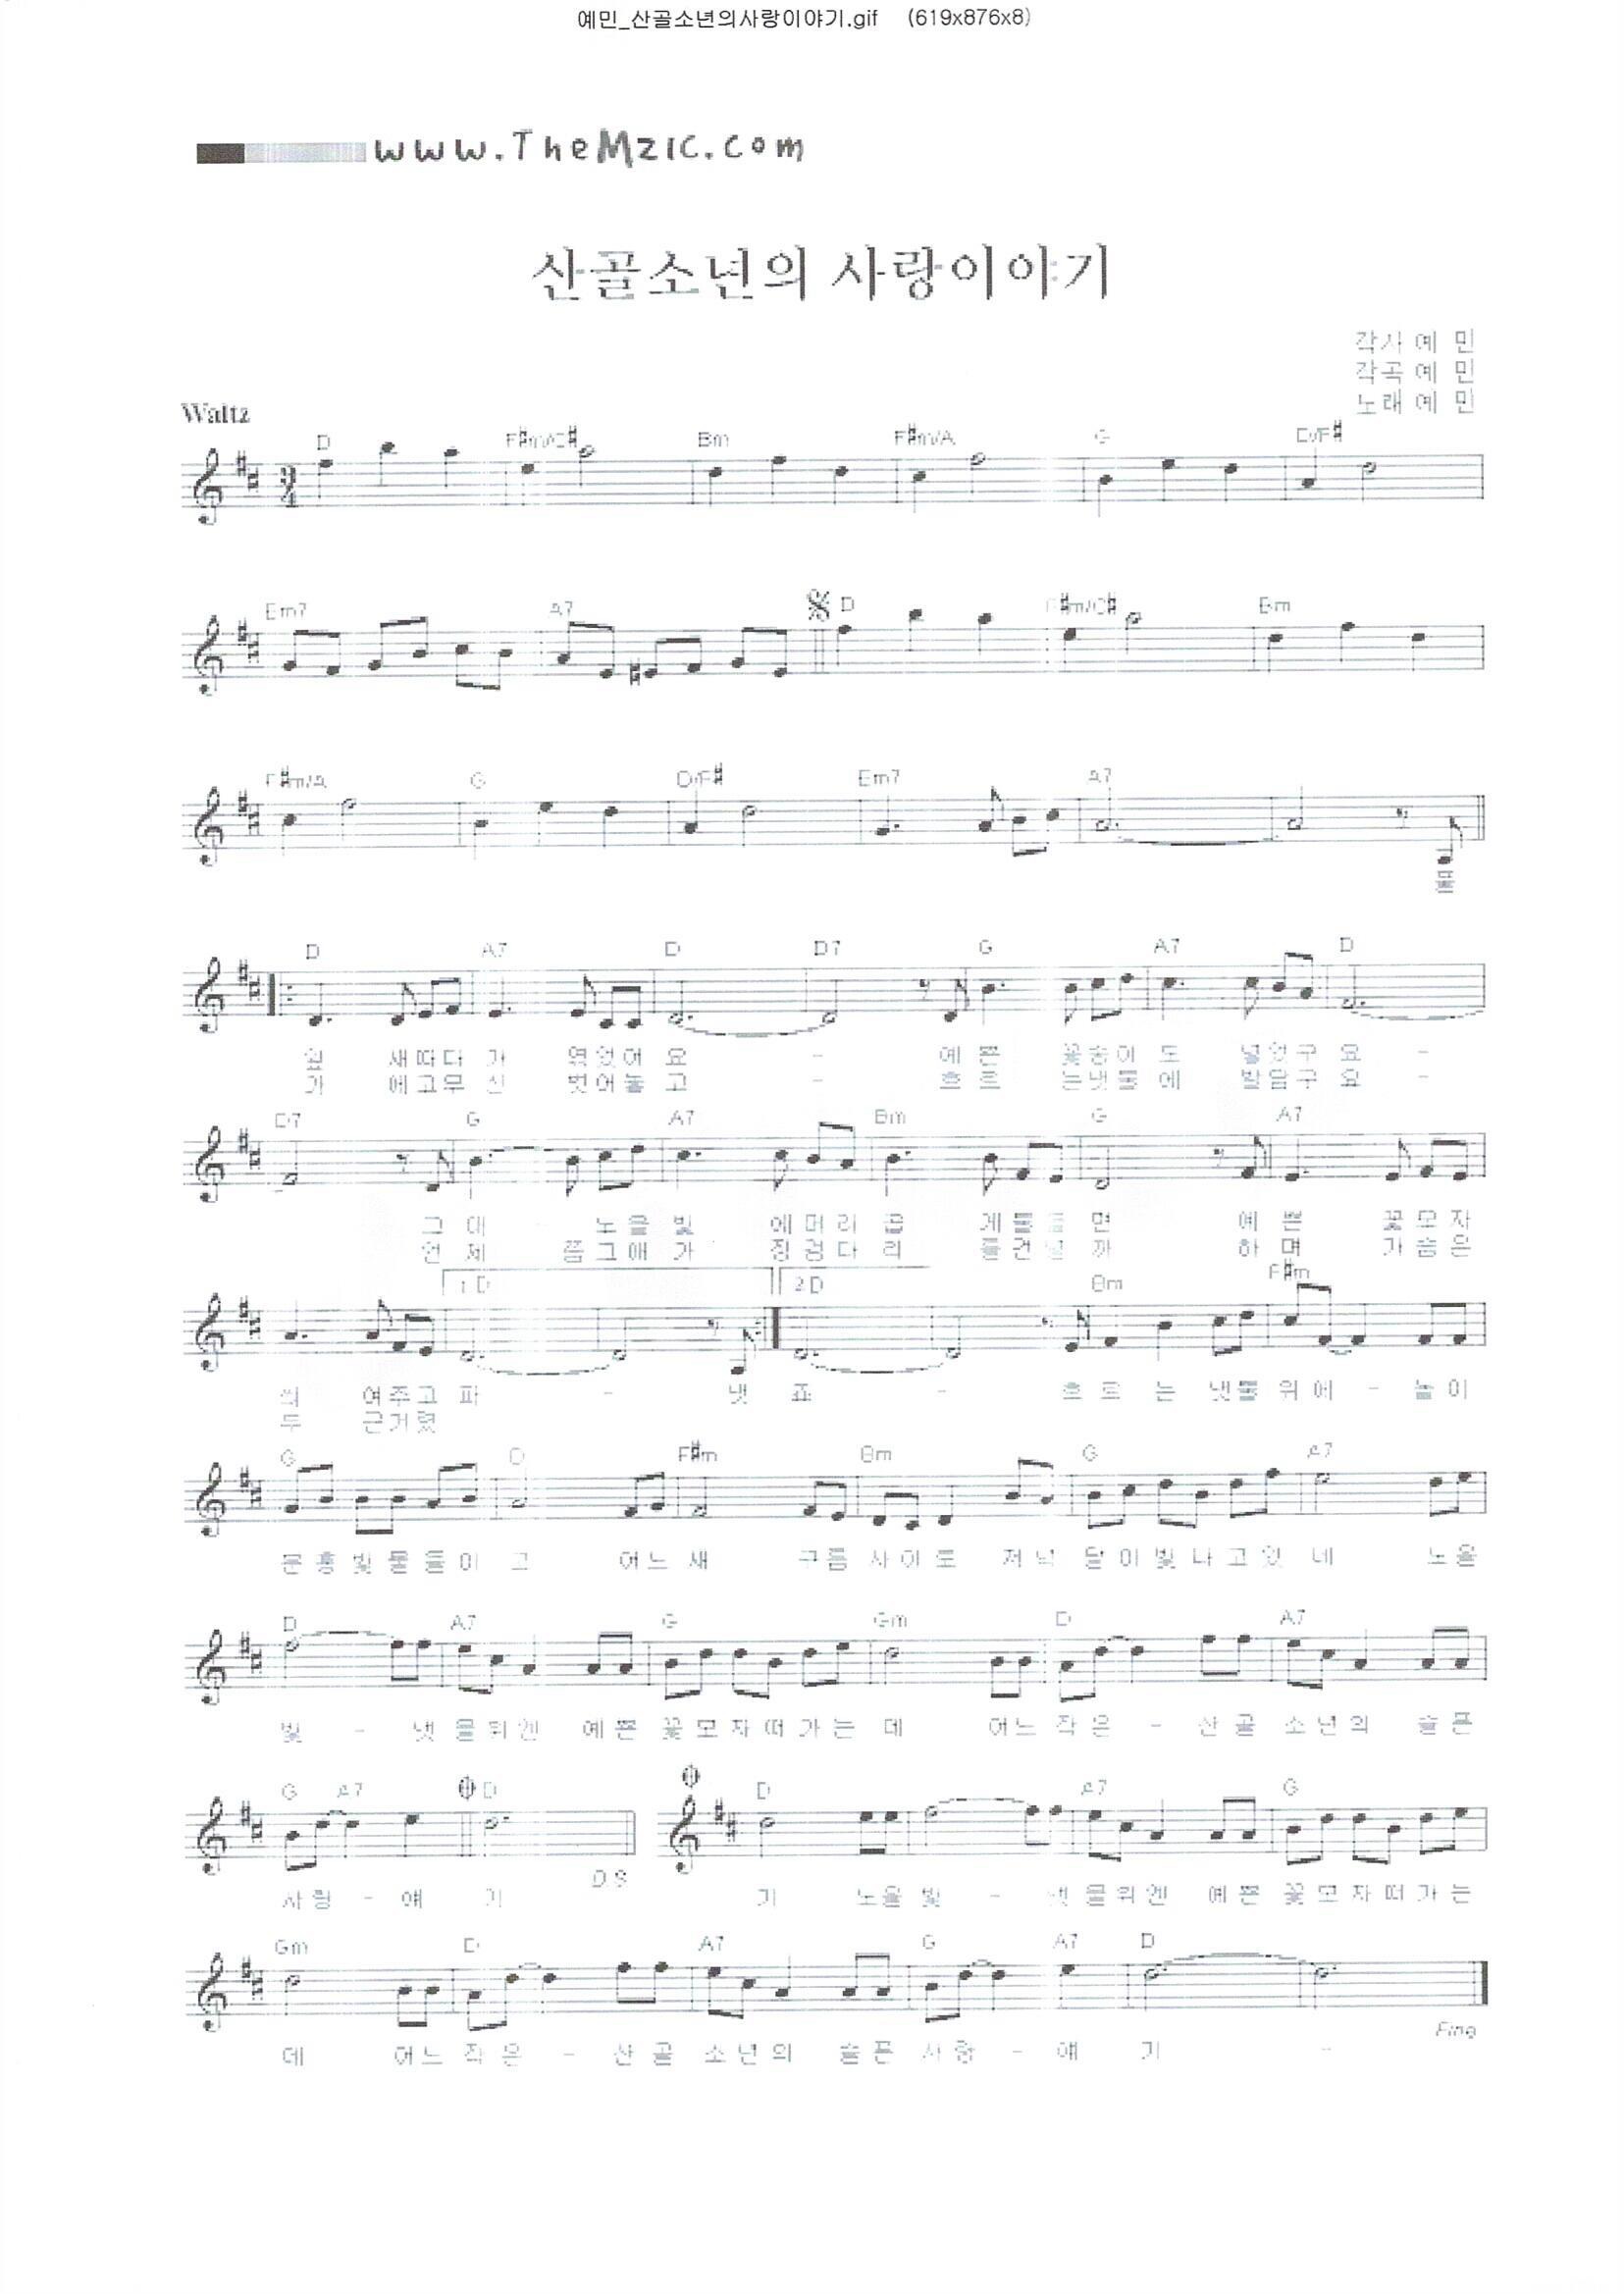 예민_산골소년의사랑이야기.gif (619x876x8)
www.TheMzic.com
산골소년의 사랑이야기
작사 예 민
작곡 예 민
노래 예 민
Waltz
D F#m/C# Bm F#m/A G D/F#
Em7 A7 D F#m/C# Bm
F#m/A G D/F# Em7 A7
풀
D A7 D D7 G A7 D
잎 새따다 가 엮었어 요 - 예 쁜 꽃송이 도 넣었구 요 -
가 에고무 신 벗어놓 고 - 흐르 는냇물 에 발담구 요 -
D7 G A7 Bm G A7
그 대 - 노을 빛 에머리 곱 게물들 면 예 쁜 꽃모자
언 제 쯤그애 가 징검다 리 를건널 까 하 며 가슴은
1.D 2.D Bm F#m
씌 여주고 파 - 냇 죠 - 흐르 는 냇물 위에 - 놀이
두 근거렸
G D F#m Bm G A7
분홍빛물들이 고 어느 새 구름사이로 저녁 달이빛나고있 네 노을
D A7 G Gm D A7
빛 - 냇물위엔 예쁜 꽃모자떠가는 데 어느 작은 - 산골 소년의 슬픈
G A7 D D A7 G
D.S
사랑 - 얘 기 기 노을 빛 - 냇물위엔 예쁜 꽃모자떠가는
Gm D A7 G A7 D
Fine
데 어느 작은 - 산골 소년의 슬픈 사랑 - 얘 기 -